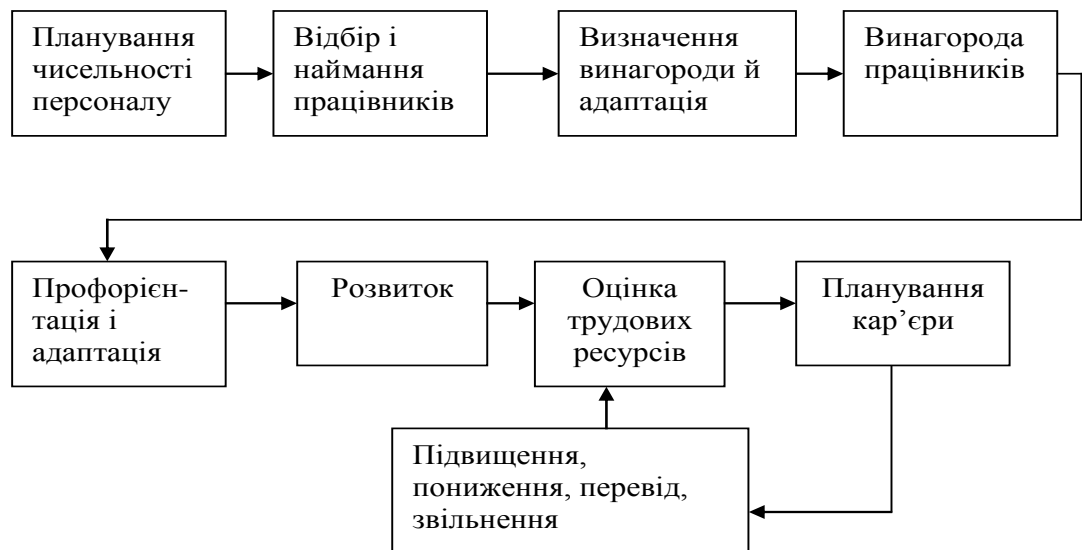 Планування
чисельності
персоналу
Відбір і
наймання
працівників
Визначення
винагороди й
адаптація
Винагорода
працівників
Профорієн-
тація і
адаптація
Розвиток
Оцінка
трудових
ресурсів
Планування
кар’єри
Підвищення,
пониження, перевід,
звільнення